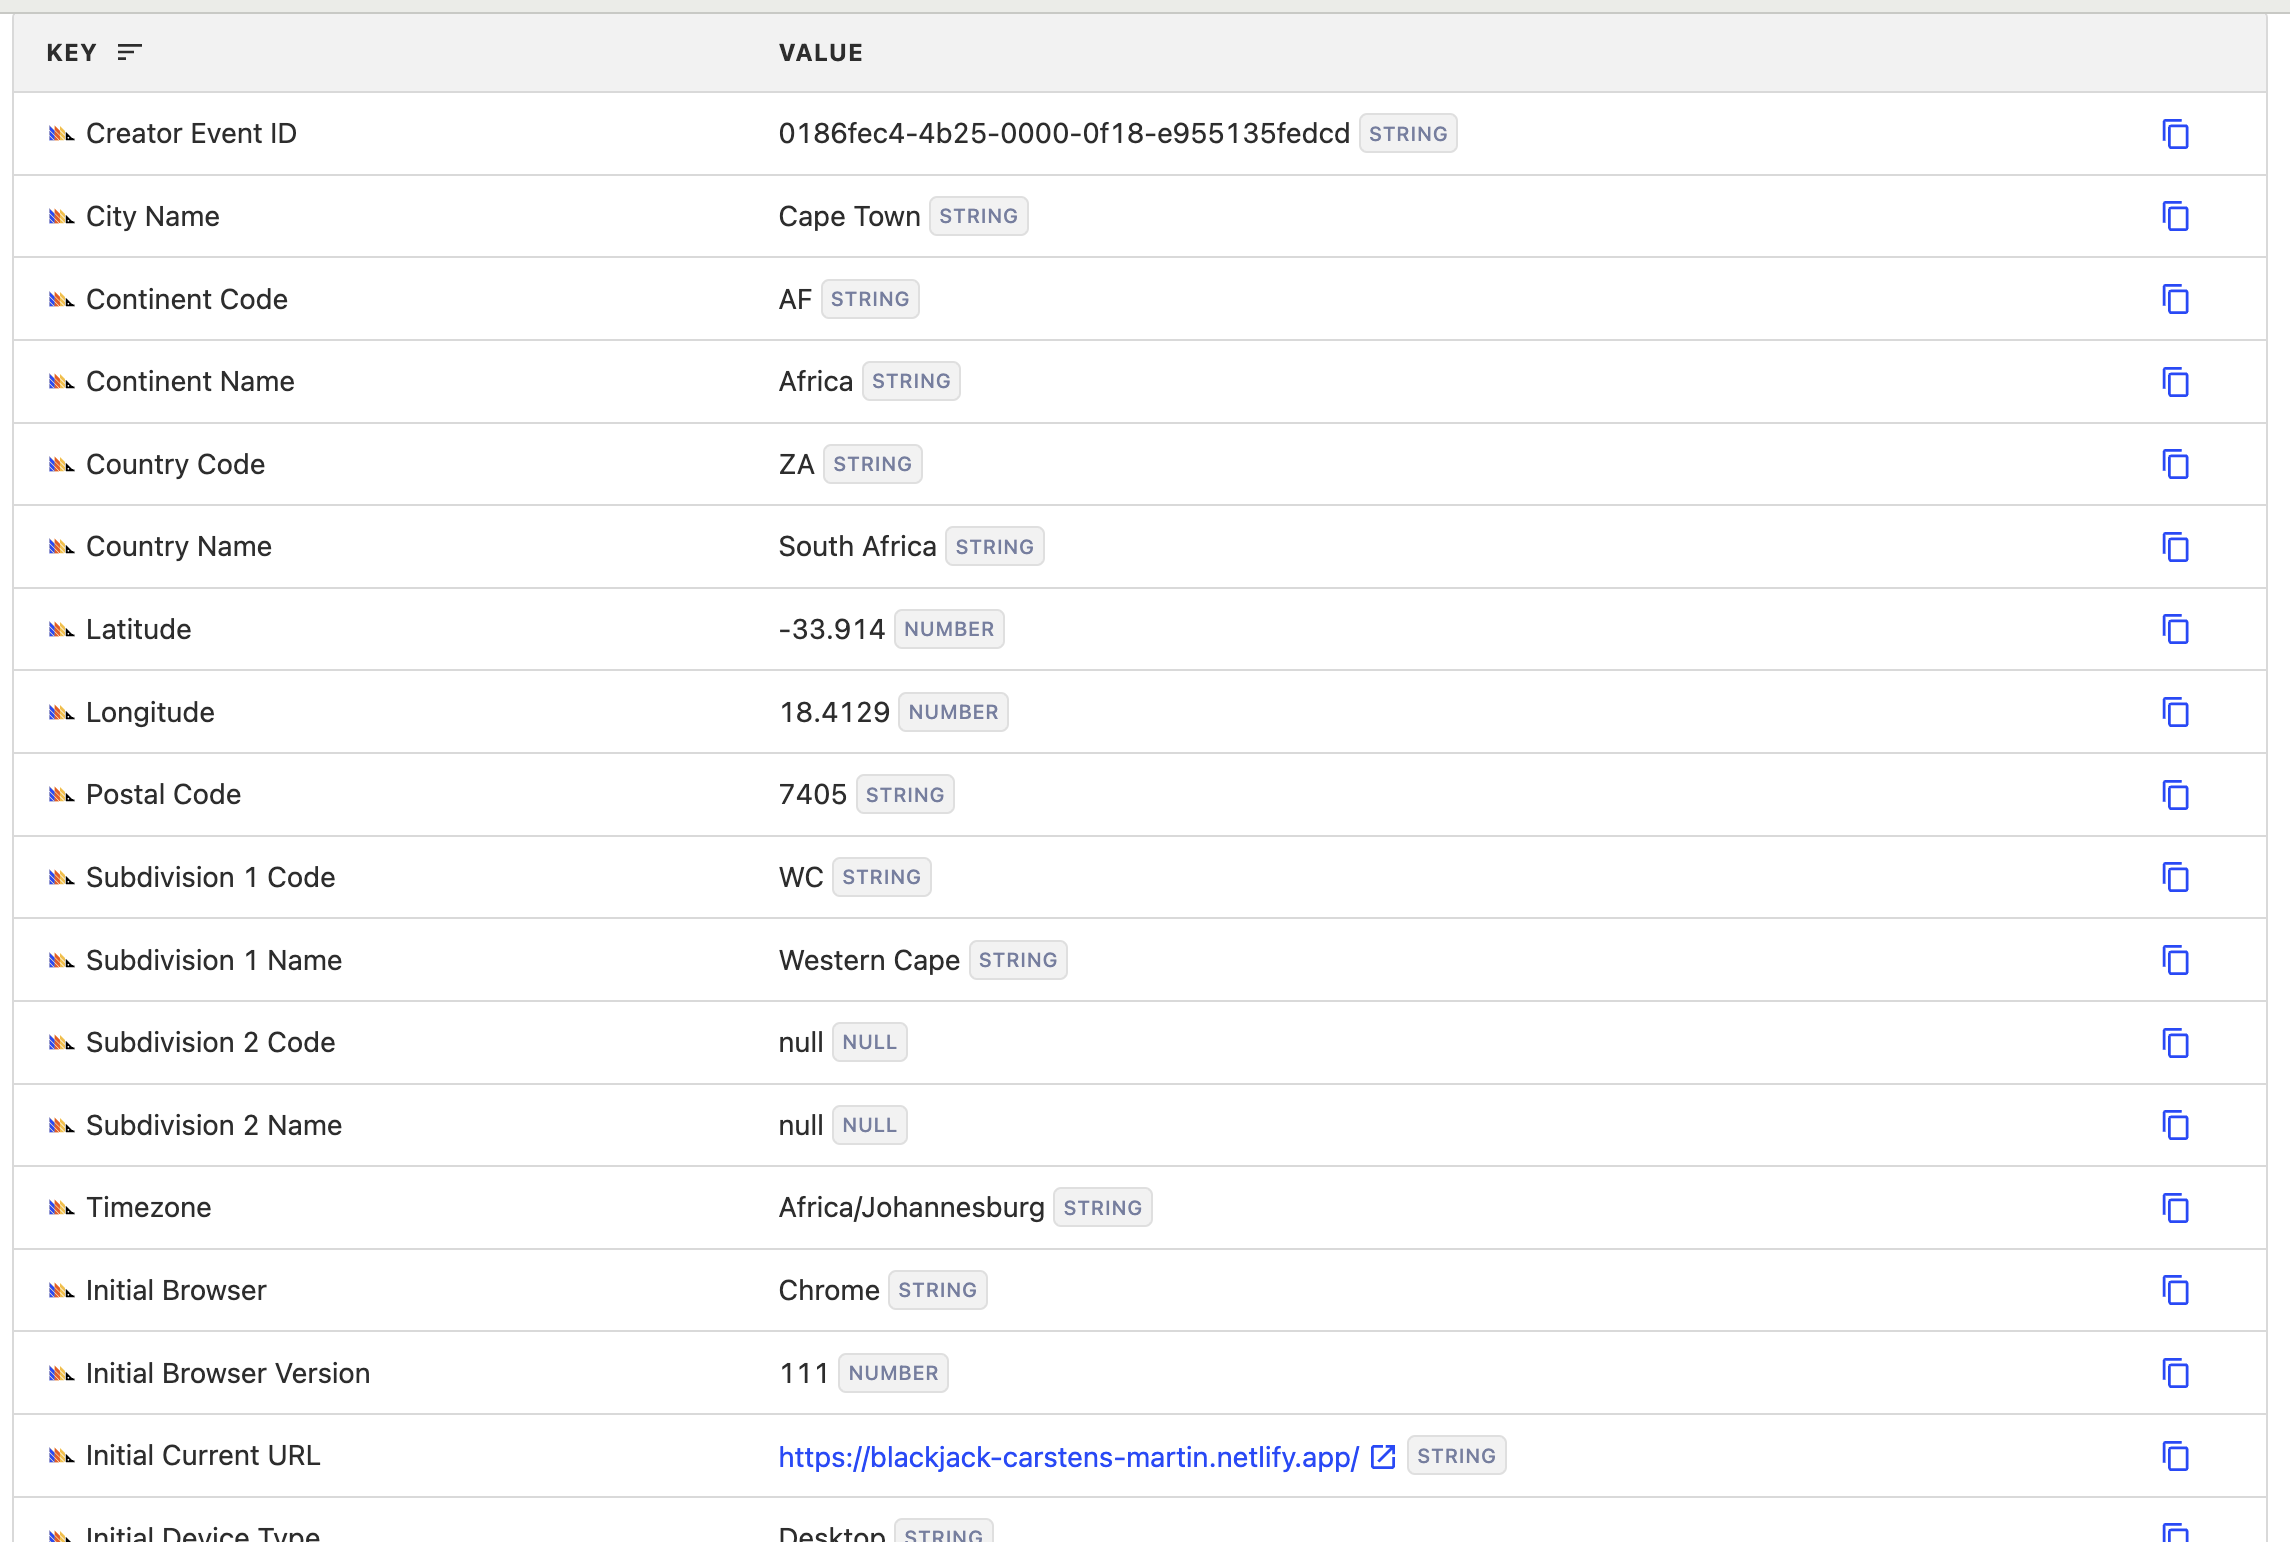 KEY VALUE
Creator Event ID 0186fec4-4b25-0000-0f18-e955135fedcd STRING
City Name Cape Town STRING
Continent Code AF STRING
Continent Name Africa STRING
Country Code ZA STRING
Country Name South Africa STRING
Latitude -33.914 NUMBER
Longitude 18.4129 NUMBER
Postal Code 7405 STRING
Subdivision 1 Code WC STRING
Subdivision 1 Name Western Cape STRING
Subdivision 2 Code null NULL
Subdivision 2 Name null NULL
Timezone Africa/Johannesburg STRING
Initial Browser Chrome STRING
Initial Browser Version 111 NUMBER
Initial Current URL https://blackjack-carstens-martin.netlify.app/ STRING
Initial Device Type Desktop STRING